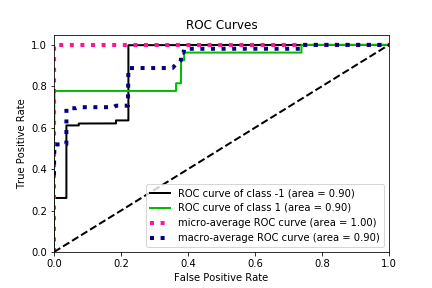 ROC Curves
True Positive Rate
1.0
0.8
0.6
0.4
0.2
0.0
ROC curve of class -1 (area = 0.90)
ROC curve of class 1 (area = 0.90)
micro-average ROC curve (area = 1.00)
macro-average ROC curve (area = 0.90)
0.0 0.2 0.4 0.6 0.8 1.0
False Positive Rate